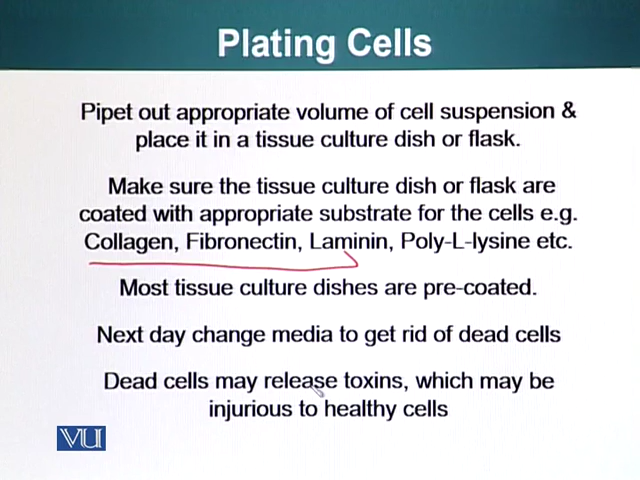 Plating Cells
Pipet out appropriate volume of cell suspension &
place it in a tissue culture dish or flask.
Make sure the tissue culture dish or flask are
coated with appropriate substrate for the cells e.g.
Collagen, Fibronectin, Laminin, Poly-L-lysine etc.
Most tissue culture dishes are pre-coated.
Next day change media to get rid of dead cells
Dead cells may release toxins, which may be
injurious to healthy cells
VU